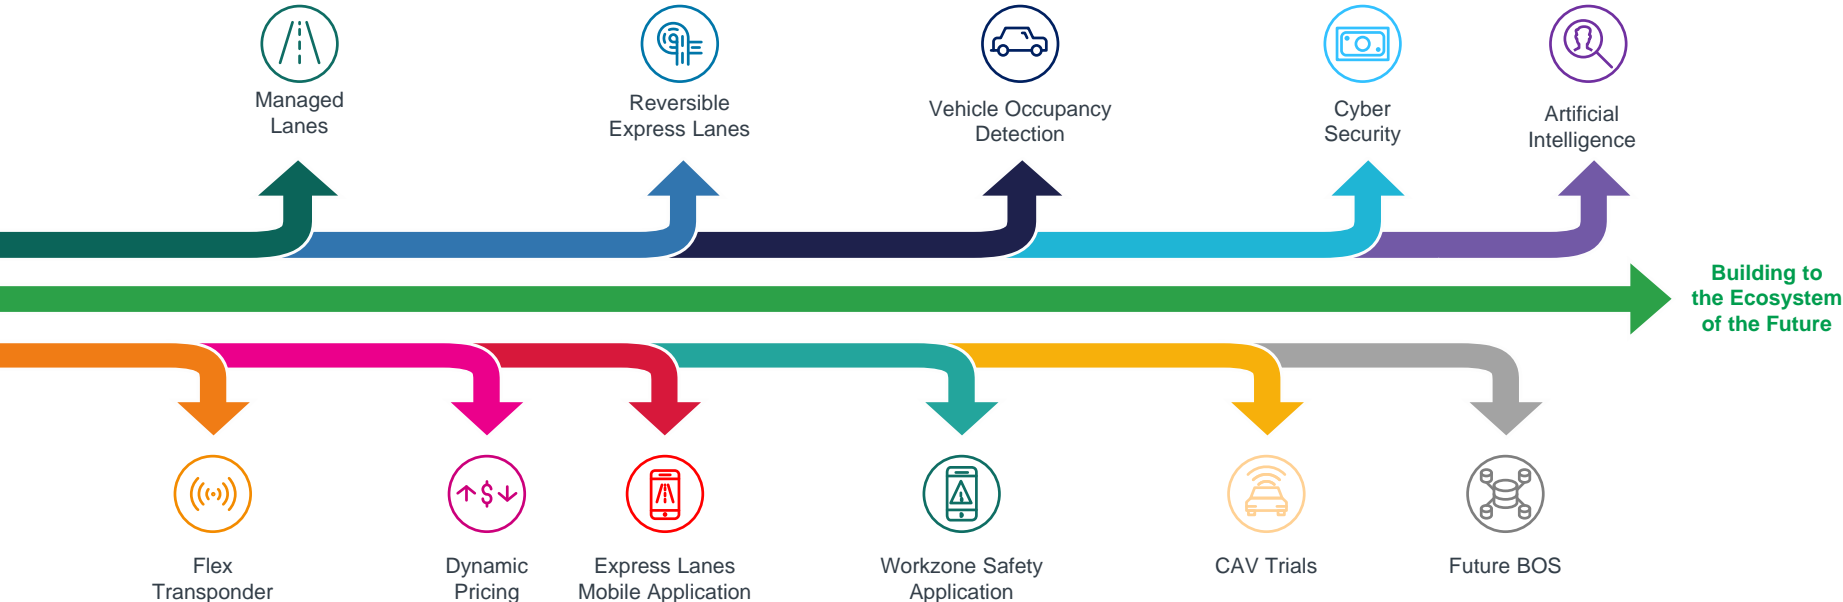 Managed
Lanes
Reversible
Express Lanes
Vehicle Occupancy
Detection
Cyber
Security
Artificial
Intelligence
Building to
the Ecosystem
of the Future
$
Flex
Transponder
Dynamic
Pricing
Express Lanes
Mobile Application
Workzone Safety
Application
CAV Trials
Future BOS